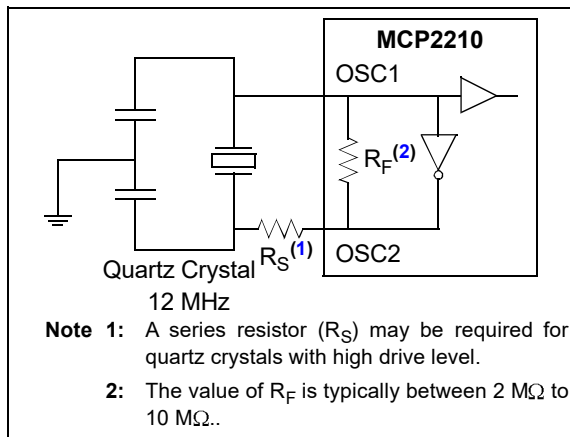 MCP2210
OSC1
RF(2)
RS(1)
OSC2
Quartz Crystal
12 MHz
Note 1: A series resistor (RS) may be required for
quartz crystals with high drive level.
2: The value of RF is typically between 2 MΩ to
10 MΩ..